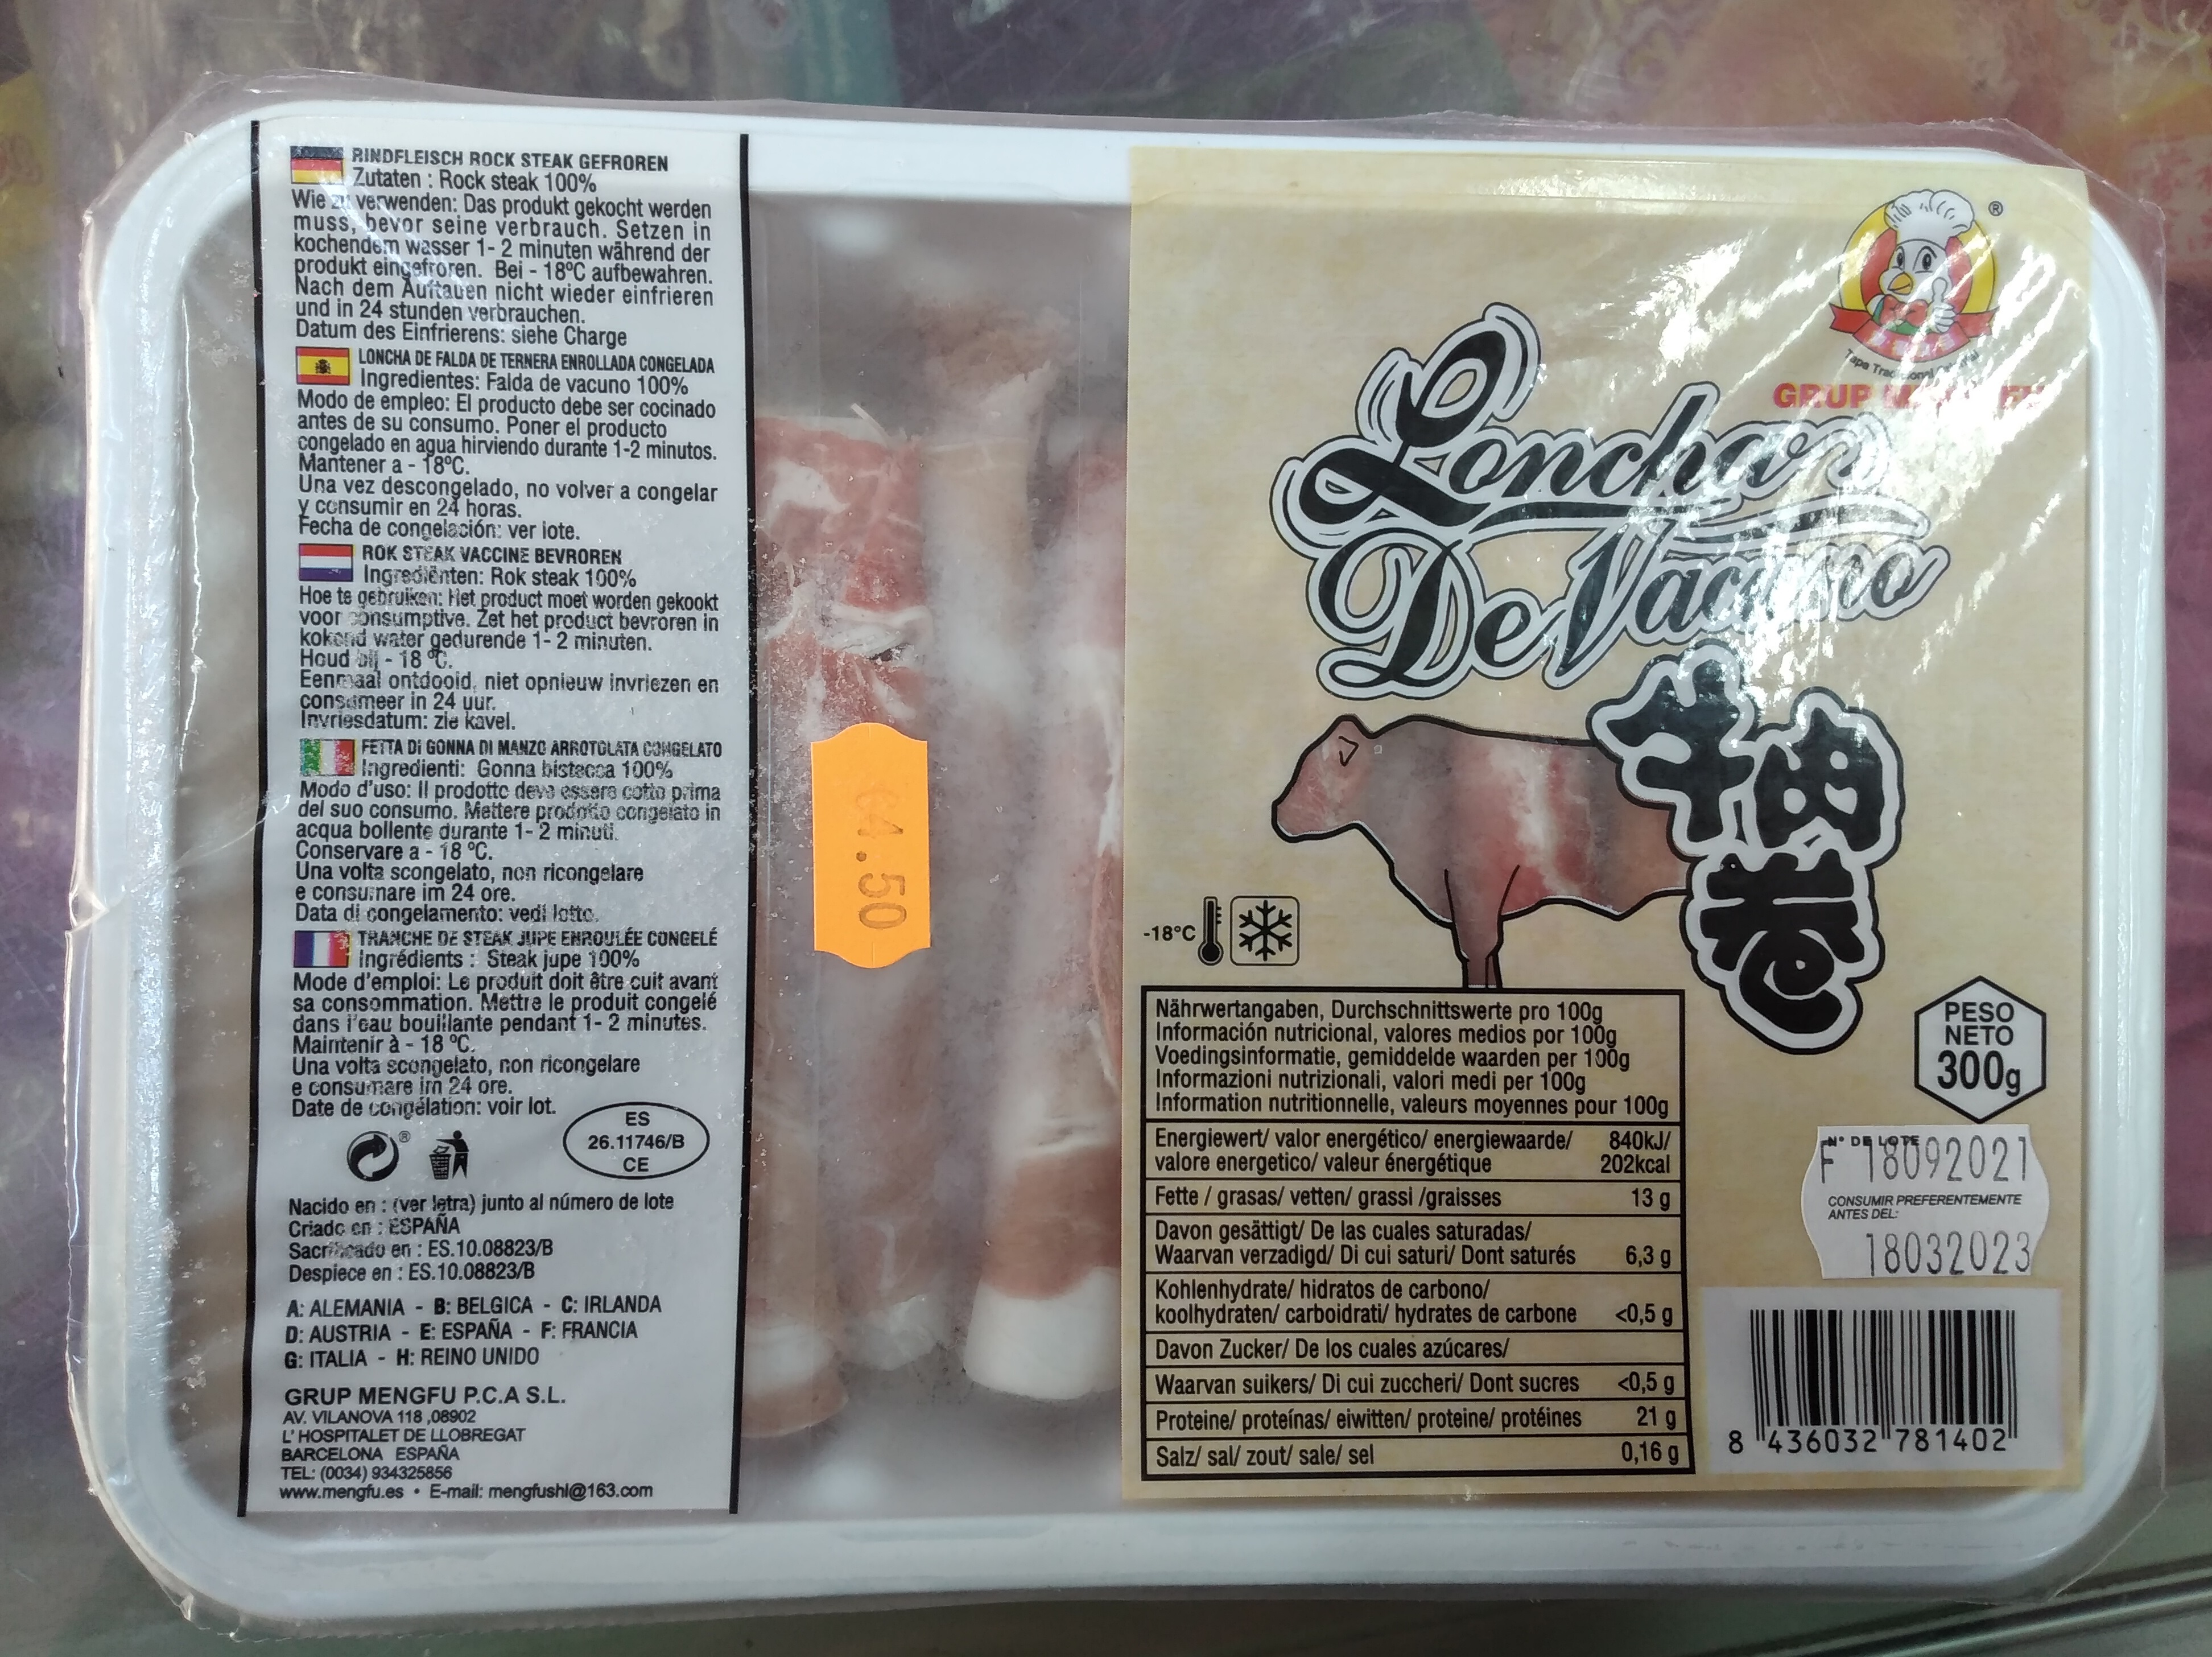 RINDFLEISCH ROCK STEAK GEFROREN
Zutaten : Rock steak 100%
Wie zu verwenden: Das produkt gekocht werden
muss, bevor seine verbrauch. Setzen in
kochendem wasser 1- 2 minuten während der
produkt eingefroren. Bei - 18ºC aufbewahren.
Nach dem Auftauen nicht wieder einfrieren
und in 24 stunden verbrauchen.
Datum des Einfrierens: siehe Charge
LONCHA DE FALDA DE TERNERA ENROLLADA CONGELADA
Ingredientes: Falda de vacuno 100%
Modo de empleo: El producto debe ser cocinado
antes de su consumo. Poner el producto
congelado en agua hirviendo durante 1-2 minutos.
Mantener a - 18ºC.
Una vez descongelado, no volver a congelar
y consumir en 24 horas.
Fecha de congelación: ver lote.
ROK STEAK VACCINE BEVROREN
Ingrediënten: Rok steak 100%
Hoe te gebruiken: Het product moet worden gekookt
voor consumptive. Zet het product bevroren in
kokend water gedurende 1- 2 minuten.
Houd bij - 18 ºC.
Eenmaal ontdooid, niet opnieuw invriezen en
consumeer in 24 uur.
Invriesdatum: zie kavel.
FETTA Di GONNA DI MANZO ARROTOLATA CONGELATO
Ingredienti: Gonna bistecca 100%
Modo d'uso: Il prodotto deve essere cotto prima
del suo consumo. Mettere prodotto congelato in
acqua bollente durante 1- 2 minuti.
Conservare a - 18 ºC.
Una volta scongelato, non ricongelare
e consumare im 24 ore.
Data di congelamento: vedi lotto.
TRANCHE DE STEAK JUPE ENROULÉE CONGELÉ
Ingrédients : Steak jupe 100%
Mode d'emploi: Le produit doit être cuit avant
sa consommation. Mettre le produit congelé
dans l'eau bouillante pendant 1- 2 minutes.
Maintenir à - 18 ºC.
Una volta scongelato, non ricongelare
e consumare im 24 ore.
Date de congélation: voir lot.
ES
26.11746/B
CE
Nacido en : (ver letra) junto al número de lote
Criado en : ESPAÑA
Sacrificado en : ES.10.08823/B
Despiece en : ES.10.08823/B
A: ALEMANIA - B: BELGICA - C: IRLANDA
D: AUSTRIA - E: ESPAÑA - F: FRANCIA
G: ITALIA - H: REINO UNIDO
GRUP MENGFU P.C.A S.L.
AV. VILANOVA 118 ,08902
L' HOSPITALET DE LLOBREGAT
BARCELONA ESPAÑA
TEL: (0034) 934325856
www.mengfu.es • E-mail: mengfushl@163.com
€4.50
®
Tapa Tradicional
GRUP
Lonchas
De Vacuno
牛肉
卷
-18°C
Nährwertangaben, Durchschnittswerte pro 100g
Información nutricional, valores medios por 100g
Voedingsinformatie, gemiddelde waarden per 100g
Informazioni nutrizionali, valori medi per 100g
Information nutritionnelle, valeurs moyennes pour 100g
Energiewert/ valor energético/ energiewaarde/ 840kJ/
valore energetico/ valeur énergétique 202kcal
Fette / grasas/ vetten/ grassi /graisses 13 g
Davon gesättigt/ De las cuales saturadas/
Waarvan verzadigd/ Di cui saturi/ Dont saturés 6,3 g
Kohlenhydrate/ hidratos de carbono/
koolhydraten/ carboidrati/ hydrates de carbone <0,5 g
Davon Zucker/ De los cuales azúcares/
Waarvan suikers/ Di cui zuccheri/ Dont sucres <0,5 g
Proteine/ proteínas/ eiwitten/ proteine/ protéines 21 g
Salz/ sal/ zout/ sale/ sel 0,16 g
PESO
NETO
300g
Nº DE LOTE
F 18092021
CONSUMIR PREFERENTEMENTE
ANTES DEL:
18032023
8 436032 781402